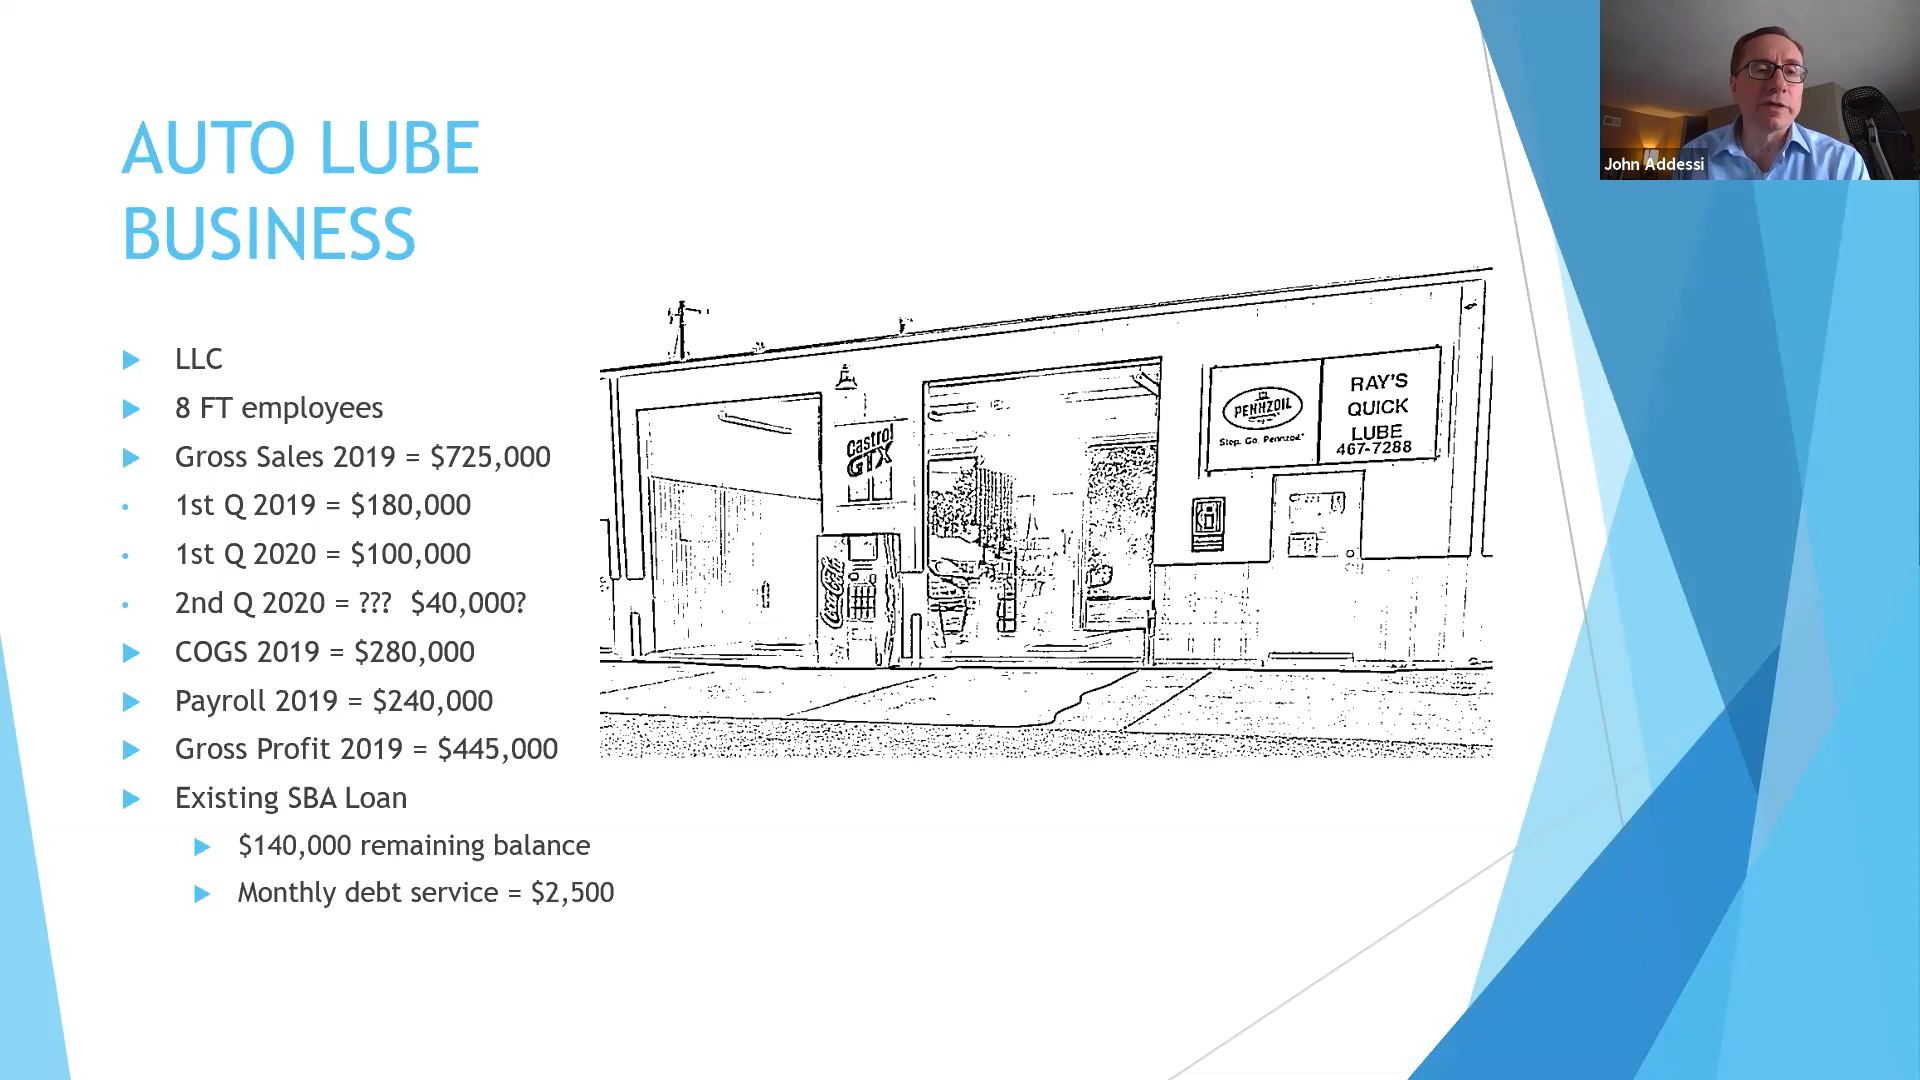 AUTO LUBE
BUSINESS
LLC
8 FT employees
Gross Sales 2019 = $725,000
1st Q 2019 = $180,000
1st Q 2020 = $100,000
2nd Q 2020 = ??? $40,000?
COGS 2019 = $280,000
Payroll 2019 = $240,000
Gross Profit 2019 = $445,000
Existing SBA Loan
$140,000 remaining balance
Monthly debt service = $2,500
Castrol
GTX
Coca-Cola
PENNZOIL
Stop. Go. Pennzoil
RAY'S
QUICK
LUBE
467-7288
John Addessi